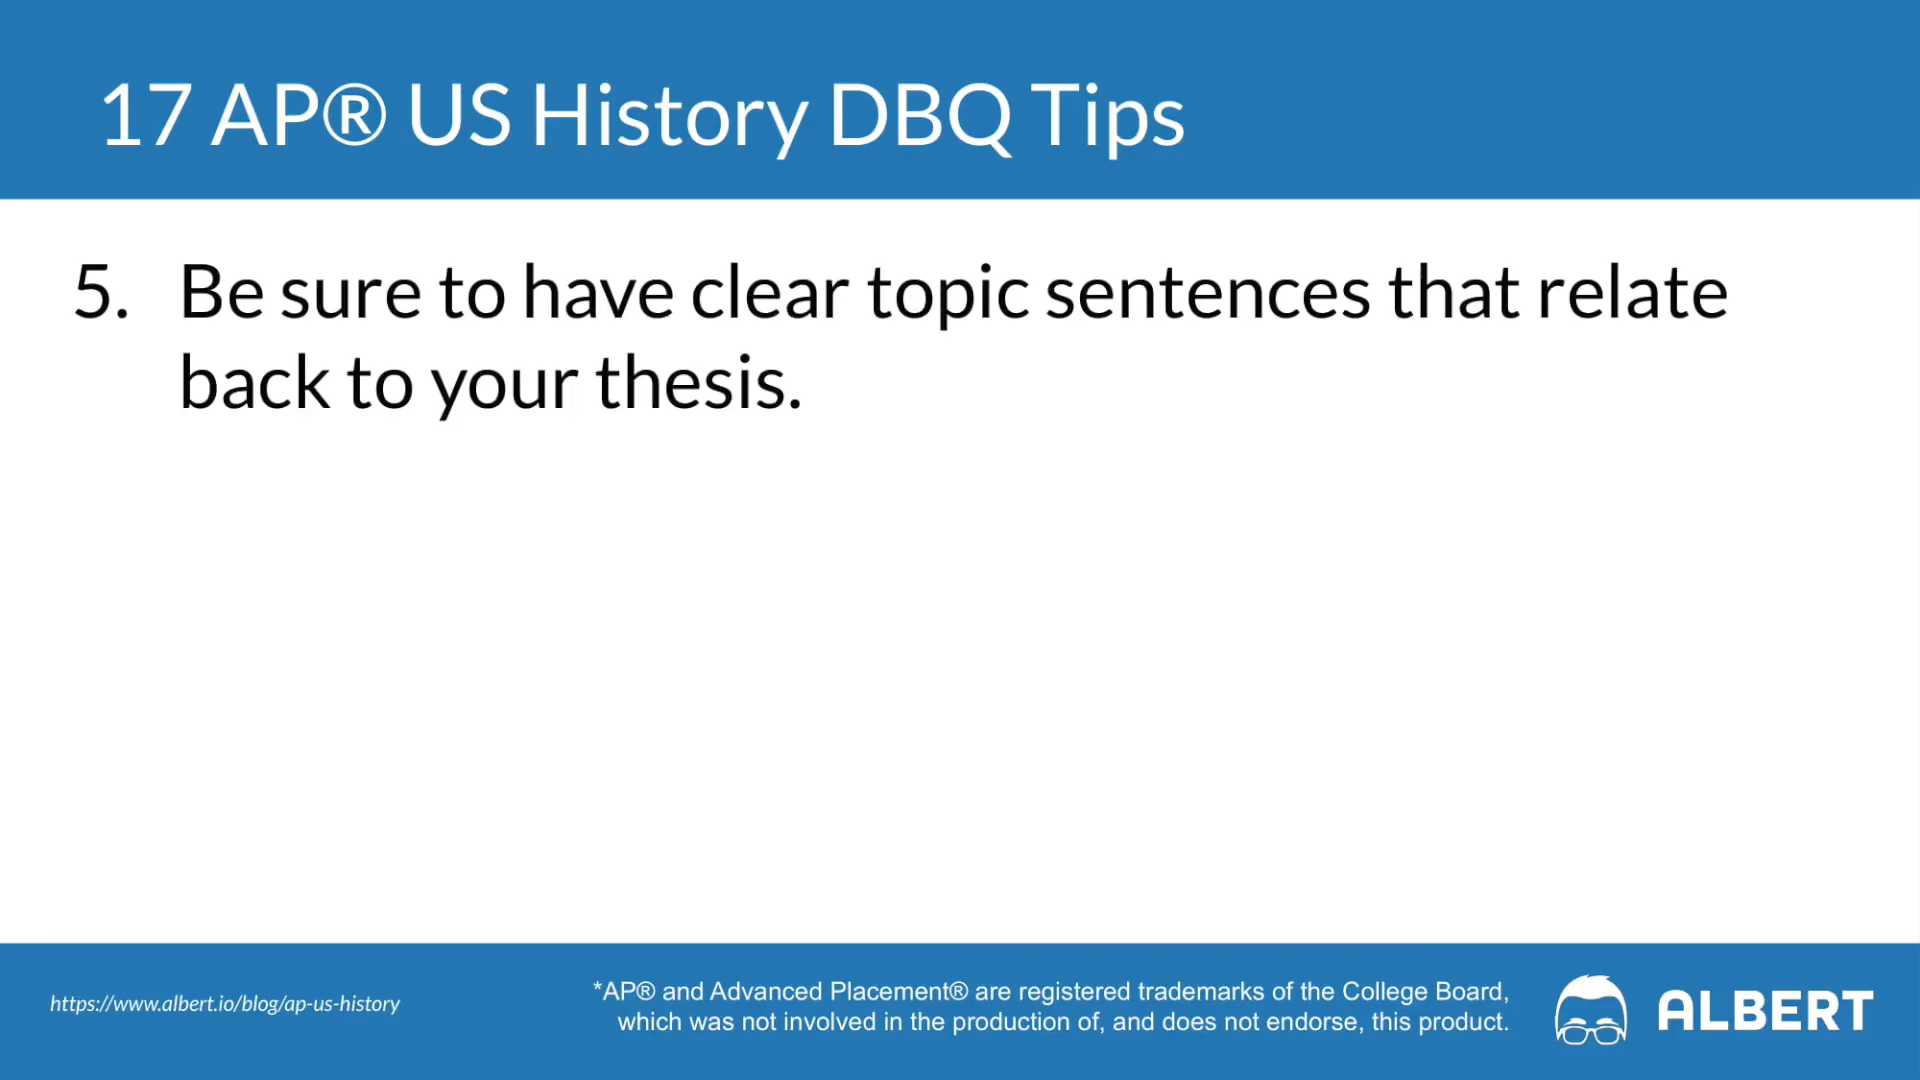 17 AP® US History DBQ Tips
5. Be sure to have clear topic sentences that relate
back to your thesis.
https://www.albert.io/blog/ap-us-history
*AP® and Advanced Placement® are registered trademarks of the College Board,
which was not involved in the production of, and does not endorse, this product.
ALBERT